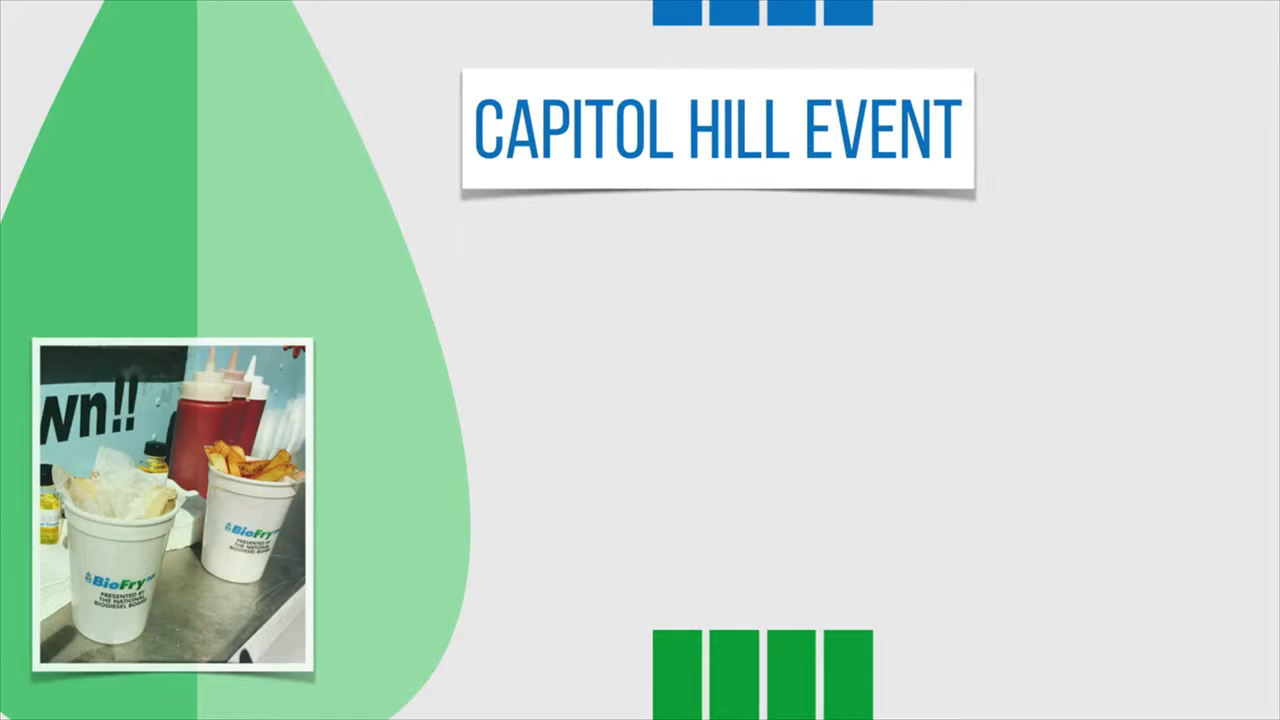 CAPITOL HILL EVENT
wn!!
BioFry
PRESENTED BY
THE NATIONAL
BIODIESEL BOARD
BioFry
PRESENTED BY
THE NATIONAL
BIODIESEL BOARD